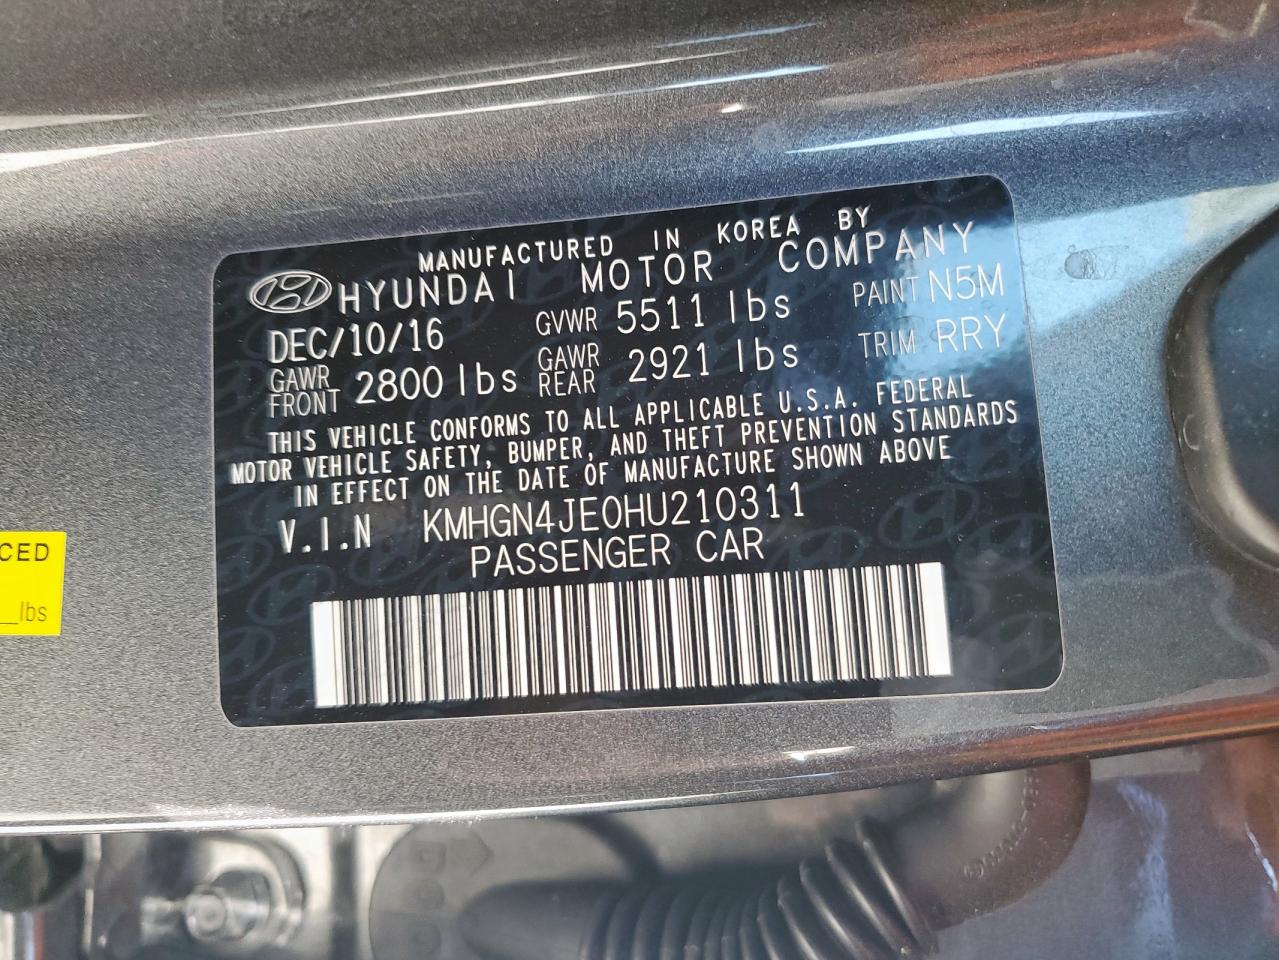 MANUFACTURED IN KOREA BY
HYUNDAI MOTOR COMPANY
DEC/10/16 GVWR 5511 lbs PAINT N5M
GAWR FRONT 2800 lbs GAWR REAR 2921 lbs TRIM RRY
THIS VEHICLE CONFORMS TO ALL APPLICABLE U.S.A. FEDERAL
MOTOR VEHICLE SAFETY, BUMPER, AND THEFT PREVENTION STANDARDS
IN EFFECT ON THE DATE OF MANUFACTURE SHOWN ABOVE
V.I.N KMHGN4JE0HU210311
PASSENGER CAR
CED
lbs